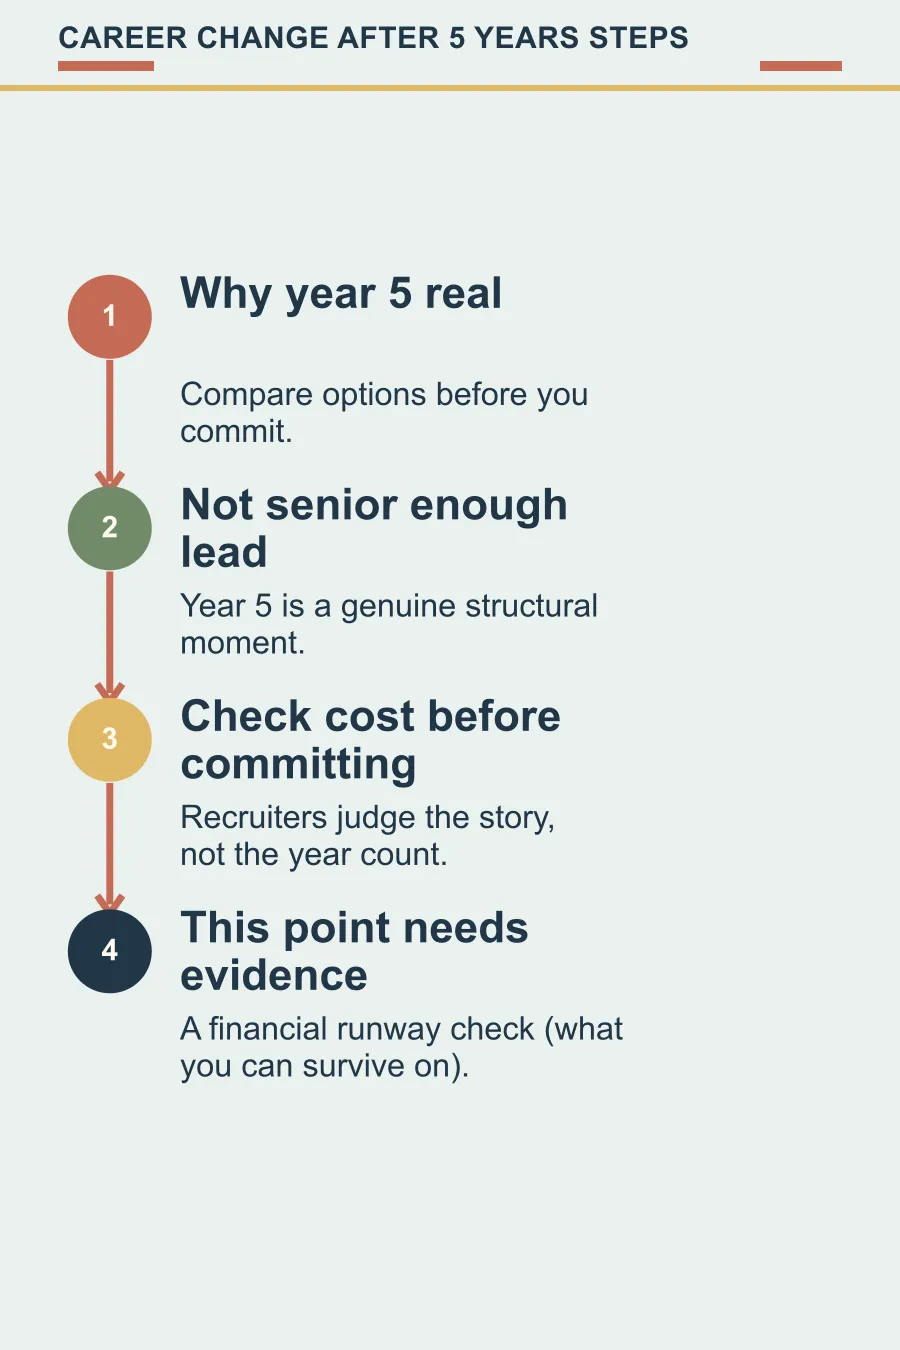 CAREER CHANGE AFTER 5 YEARS STEPS
1
Why year 5 real
Compare options before you
commit.
2
Not senior enough
lead
Year 5 is a genuine structural
moment.
3
Check cost before
committing
Recruiters judge the story,
not the year count.
4
This point needs
evidence
A financial runway check (what
you can survive on).